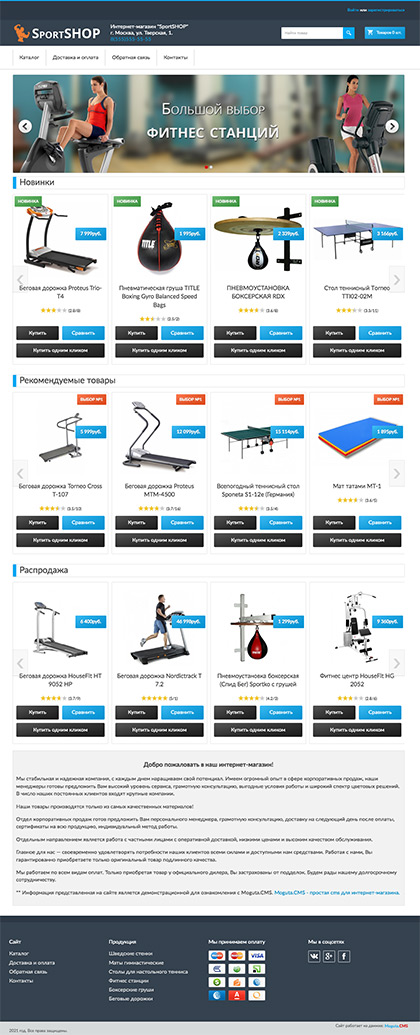 Войти или зарегистрироваться
SportSHOP
Интернет-магазин "SportSHOP"
г. Москва, ул. Тверская, 1.
8(555)555-55-55
Найти товар
Товаров 0 шт.
Каталог Доставка и оплата Обратная связь Контакты
Большой выбор
фитнес станций
Новинки
НОВИНКА НОВИНКА НОВИНКА
7 999руб. 1 995руб. 2 309руб. 3 166руб.
TITLE
Беговая дорожка Proteus Trio-T4
(2.8/8)
Пневматическая груша TITLE Boxing Gyro Balanced Speed Bags
(3.5/2)
ПНЕВМОУСТАНОВКА БОКСЕРСКАЯ RDX
(3.6/8)
Стол теннисный Torneo TTI02-02M
(3.3/11)
Купить Сравнить Купить Сравнить Купить Сравнить Купить Сравнить
Купить одним кликом Купить одним кликом Купить одним кликом Купить одним кликом
Рекомендуемые товары
ВЫБОР №1 ВЫБОР №1 ВЫБОР №1 ВЫБОР №1
5 999руб. 12 099руб. 15 114руб. 1 895руб.
Беговая дорожка Torneo Cross T-107
(3.5/10)
Беговая дорожка Proteus MTM-4500
(3.7/16)
Всепогодный теннисный стол Sponeta S1-12e (Германия)
(3.5/4)
Мат татами МТ-1
(3.6/5)
Купить Сравнить Купить Сравнить Купить Сравнить Купить Сравнить
Купить одним кликом Купить одним кликом Купить одним кликом Купить одним кликом
Распродажа
6 400руб. 46 998руб. 1 299руб. 9 360руб.
Беговая дорожка HouseFit HT 9052 HP
(3.7/9)
Беговая дорожка Nordictrack T 7.2
(5/1)
Пневмоустановка боксерская (Спид Бег) Sportko с грушей
(4.2/2)
Фитнес центр HouseFit HG 2052
(2.8/6)
Купить Сравнить Купить Сравнить Купить Сравнить Купить Сравнить
Купить одним кликом Купить одним кликом Купить одним кликом Купить одним кликом
Добро пожаловать в наш интернет-магазин!
Мы стабильная и надежная компания, с каждым днем наращиваем свой потенциал. Имеем огромный опыт в сфере корпоративных продаж, наши
менеджеры готовы предложить Вам высокий уровень сервиса, грамотную консультацию, выгодные условия работы и широкий спектр цветовых решений.
В число наших постоянных клиентов входят крупные компании.
Наши товары производятся только из самых качественных материалов!
Отдел корпоративных продаж готов предложить Вам персонального менеджера, грамотную консультацию, доставку на следующий день после оплаты,
сертификаты на всю продукцию, индивидуальный метод работы.
Отдельным направлением является работа с частными лицами с оперативной доставкой, низкими ценами и высоким качеством обслуживания.
Главное для нас — своевременно удовлетворять потребности наших клиентов всеми силами и доступными нам средствами. Работая с нами, Вы
гарантированно приобретаете только оригинальный товар подлинного качества.
Мы работаем по всем видам оплат. Только приобретая товар у официального дилера, Вы застрахованы от подделок. Будем рады нашему долгосрочному
сотрудничеству.
** Информация представленная на сайте является демонстрационной для ознакомления с Moguta.CMS. Moguta.CMS - простая cms для интернет-магазина.
Сайт
Каталог
Доставка и оплата
Обратная связь
Контакты
Продукция
Шведские стенки
Маты гимнастические
Столы для настольного тенниса
Фитнес станции
Боксерские груши
Беговые дорожки
Мы принимаем оплату
VISA
Мы в соцсетях
2021 год. Все права защищены.
Сайт работает на движке: Moguta.CMS